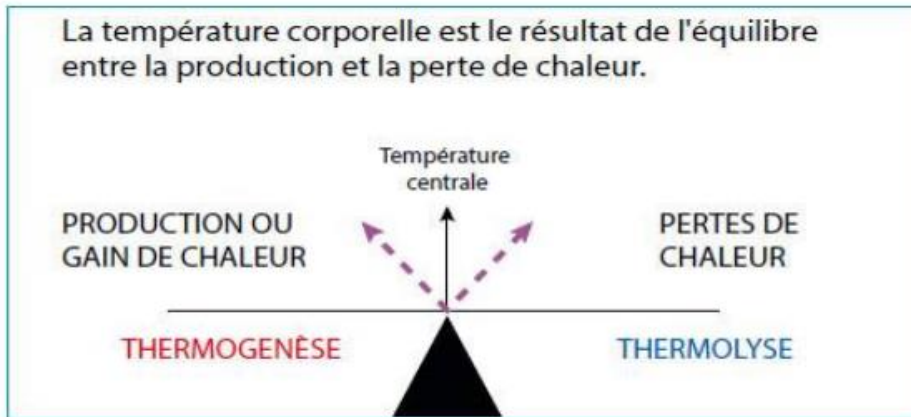 La température corporelle est le résultat de l'équilibre
entre la production et la perte de chaleur.
Température
centrale
PRODUCTION OU
GAIN DE CHALEUR
PERTES DE
CHALEUR
THERMOGENÈSE
THERMOLYSE